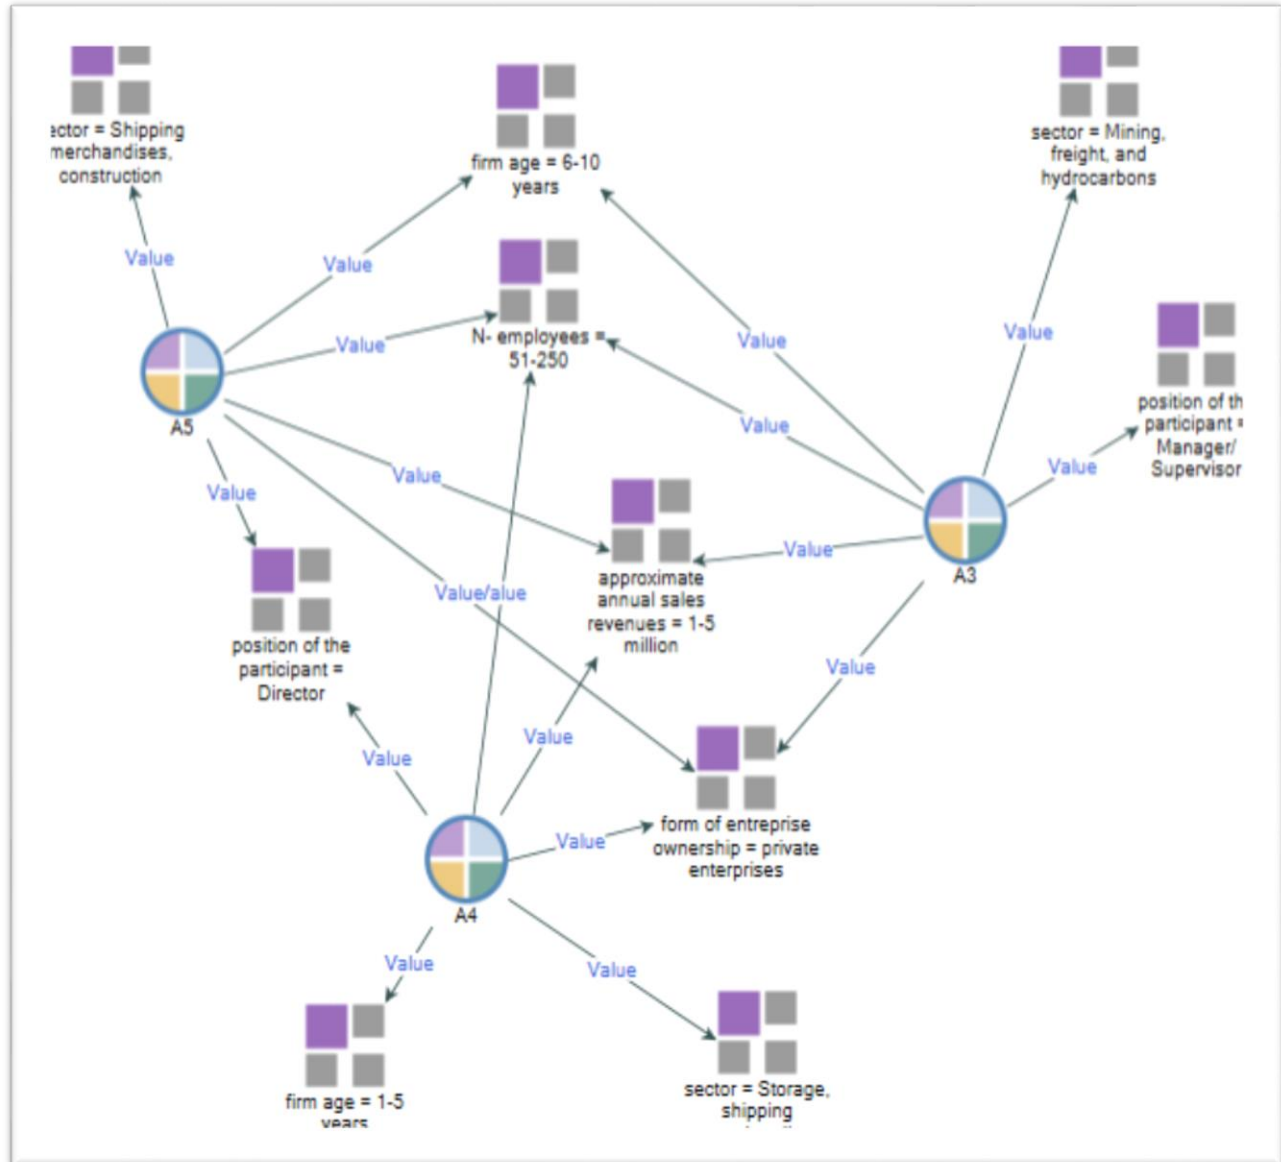 ector = Shipping
merchandises,
construction
firm age = 6-10
years
sector = Mining,
freight, and
hydrocarbons
Value
Value
Value
N- employees =
51-250
Value
Value
Value
position of th
participant =
Manager/
Supervisor
A5
Value
Value
Value
Value
A3
Value
approximate
annual sales
revenues = 1-5
million
Value/alue
position of the
participant =
Director
Value
Value
Value
form of entreprise
ownership = private
enterprises
Value
A4
Value
Value
firm age = 1-5
years
sector = Storage,
shipping